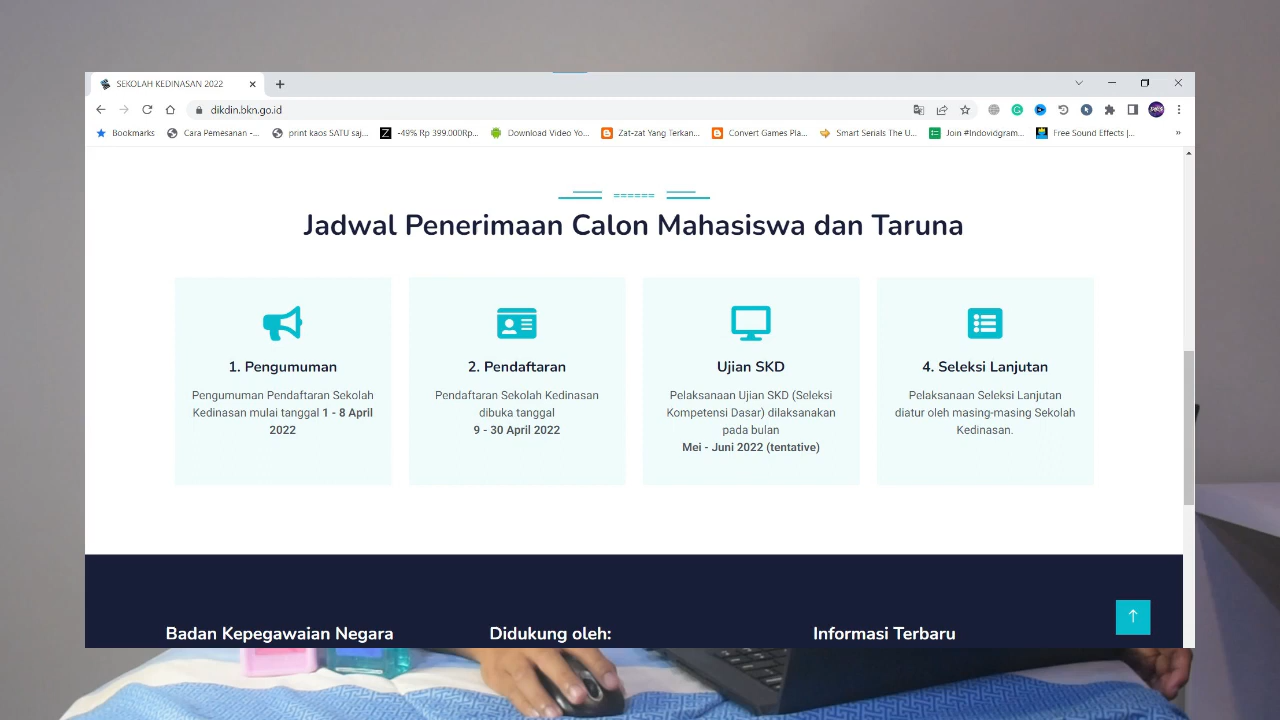 SEKOLAH KEDINASAN 2022
dikdin.bkn.go.id
Bookmarks
Cara Pemesanan -...
print kaos SATU saj...
-49% Rp 399.000Rp...
Download Video Yo...
Zat-zat Yang Terkan...
Convert Games Pla...
Smart Serials The U...
Join #Indovidgram...
Free Sound Effects |...
»
======
Jadwal Penerimaan Calon Mahasiswa dan Taruna
1. Pengumuman
Pengumuman Pendaftaran Sekolah
Kedinasan mulai tanggal 1 - 8 April
2022
2. Pendaftaran
Pendaftaran Sekolah Kedinasan
dibuka tanggal
9 - 30 April 2022
Ujian SKD
Pelaksanaan Ujian SKD (Seleksi
Kompetensi Dasar) dilaksanakan
pada bulan
Mei - Juni 2022 (tentative)
4. Seleksi Lanjutan
Pelaksanaan Seleksi Lanjutan
diatur oleh masing-masing Sekolah
Kedinasan.
Badan Kepegawaian Negara
Didukung oleh:
Informasi Terbaru